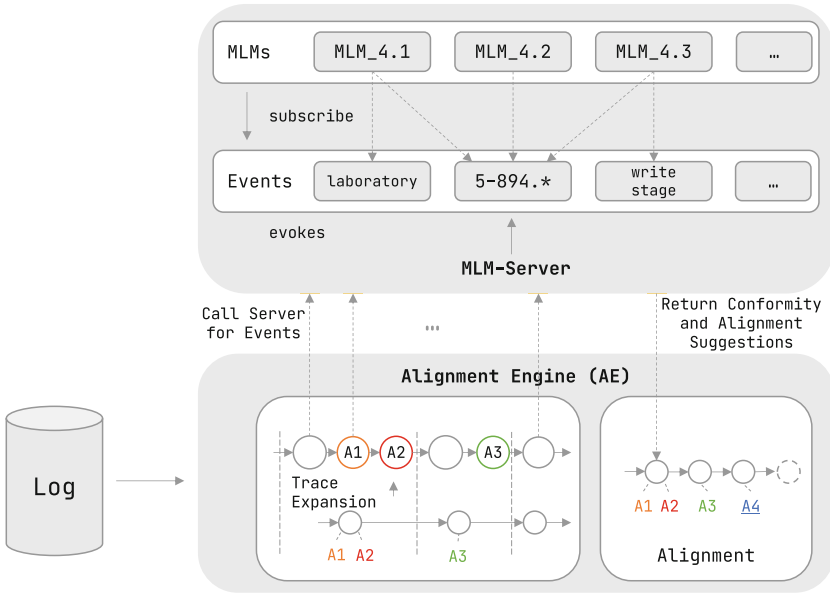 MLMs
MLM_4.1
MLM_4.2
MLM_4.3
…
subscribe
Events
laboratory
5-894.*
write
stage
…
evokes
MLM-Server
Call Server
for Events
...
Return Conformity
and Alignment
Suggestions
Alignment Engine (AE)
Log
A1
A2
A3
Trace
Expansion
A1
A2
A3
A1
A2
A3
A4
Alignment